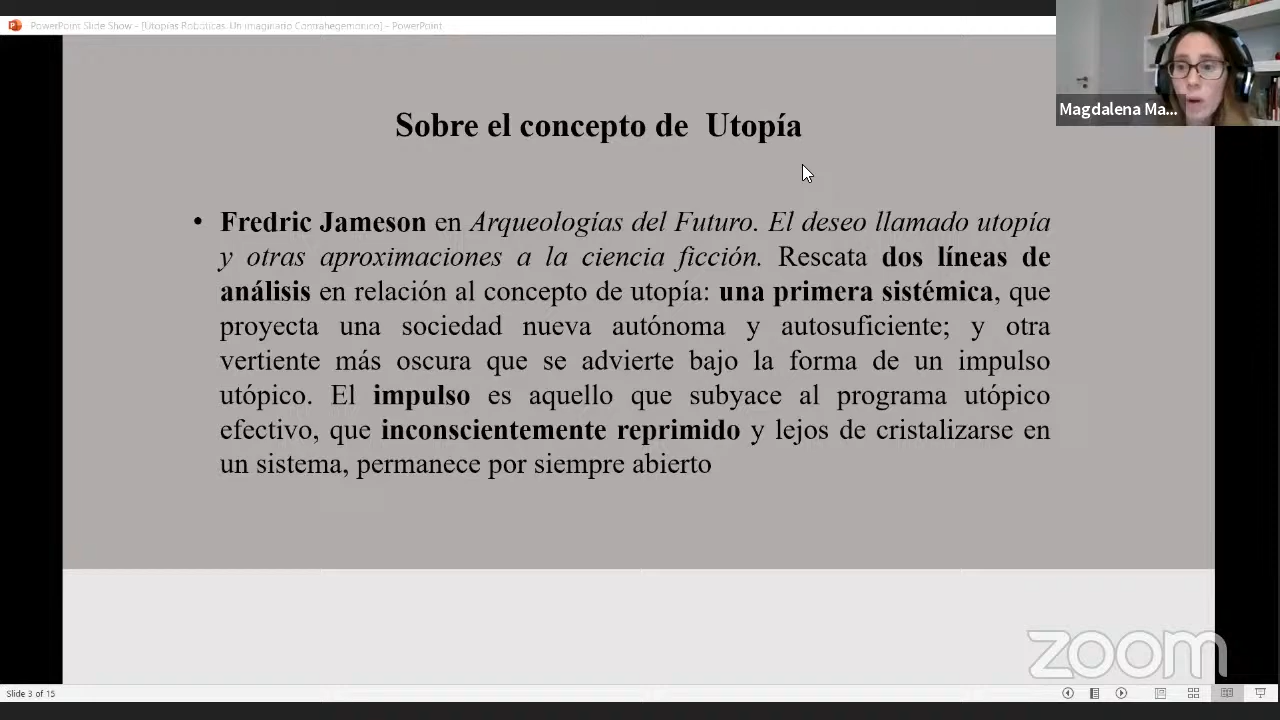 PowerPoint Slide Show - [Utopías Robóticas. Un imaginario Contrahegemonico] - PowerPoint
Magdalena Ma...
Sobre el concepto de Utopía
• Fredric Jameson en Arqueologías del Futuro. El deseo llamado utopía
y otras aproximaciones a la ciencia ficción. Rescata dos líneas de
análisis en relación al concepto de utopía: una primera sistémica, que
proyecta una sociedad nueva autónoma y autosuficiente; y otra
vertiente más oscura que se advierte bajo la forma de un impulso
utópico. El impulso es aquello que subyace al programa utópico
efectivo, que inconscientemente reprimido y lejos de cristalizarse en
un sistema, permanece por siempre abierto
zoom
Slide 3 of 15